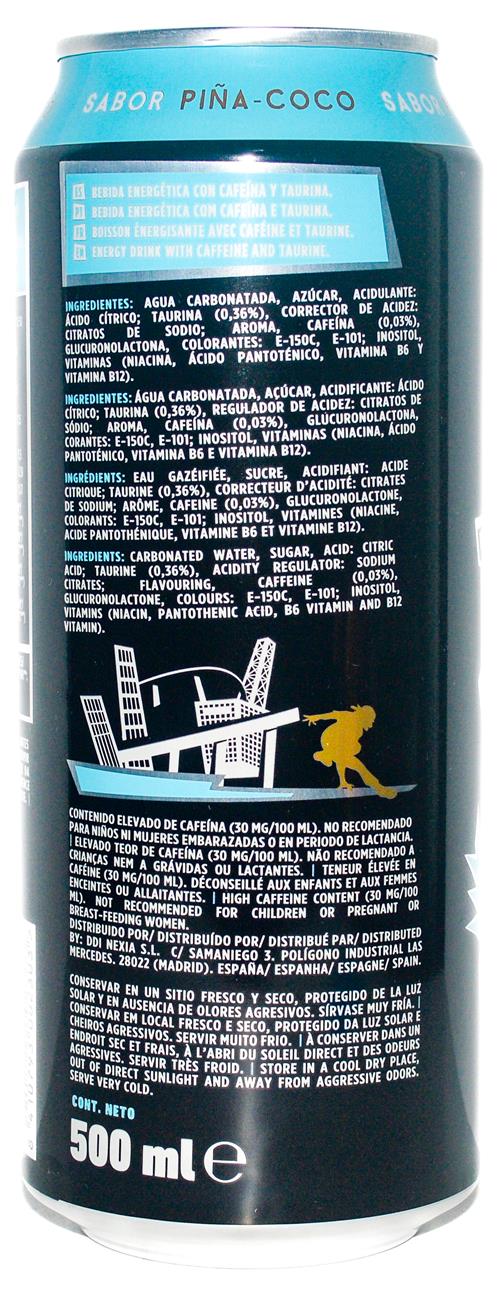 SABOR PIÑA-COCO SABOR
ES BEBIDA ENERGÉTICA CON CAFEÍNA Y TAURINA.
PT BEBIDA ENERGÉTICA COM CAFEÍNA E TAURINA.
FR BOISSON ÉNERGISANTE AVEC CAFÉINE ET TAURINE.
EN ENERGY DRINK WITH CAFFEINE AND TAURINE.
INGREDIENTES: AGUA CARBONATADA, AZÚCAR, ACIDULANTE:
ÁCIDO CÍTRICO; TAURINA (0,36%), CORRECTOR DE ACIDEZ:
CITRATOS DE SODIO; AROMA, CAFEÍNA (0,03%),
GLUCURONOLACTONA, COLORANTES: E-150C, E-101; INOSITOL,
VITAMINAS (NIACINA, ÁCIDO PANTOTÉNICO, VITAMINA B6 Y
VITAMINA B12).
INGREDIENTES: ÁGUA CARBONATADA, AÇÚCAR, ACIDIFICANTE: ÁCIDO
CÍTRICO; TAURINA (0,36%), REGULADOR DE ACIDEZ: CITRATOS DE
SÓDIO; AROMA, CAFEÍNA (0,03%), GLUCURONOLACTONA,
CORANTES: E-150C, E-101; INOSITOL, VITAMINAS (NIACINA, ÁCIDO
PANTOTÉNICO, VITAMINA B6 E VITAMINA B12).
INGRÉDIENTS: EAU GAZÉIFIÉE, SUCRE, ACIDIFIANT: ACIDE
CITRIQUE; TAURINE (0,36%), CORRECTEUR D'ACIDITÉ: CITRATES
DE SODIUM; ARÔME, CAFEINE (0,03%), GLUCURONOLACTONE,
COLORANTS: E-150C, E-101; INOSITOL, VITAMINES (NIACINE,
ACIDE PANTOTHÉNIQUE, VITAMINE B6 ET VITAMINE B12).
INGREDIENTS: CARBONATED WATER, SUGAR, ACID: CITRIC
ACID; TAURINE (0,36%), ACIDITY REGULATOR: SODIUM
CITRATES; FLAVOURING, CAFFEINE (0,03%),
GLUCURONOLACTONE, COLOURS: E-150C, E-101; INOSITOL,
VITAMINS (NIACIN, PANTOTHENIC ACID, B6 VITAMIN AND B12
VITAMIN).
CONTENIDO ELEVADO DE CAFEÍNA (30 MG/100 ML). NO RECOMENDADO
PARA NIÑOS NI MUJERES EMBARAZADAS O EN PERIODO DE LACTANCIA.
| ELEVADO TEOR DE CAFEÍNA (30 MG/100 ML). NÃO RECOMENDADO A
CRIANÇAS NEM A GRÁVIDAS OU LACTANTES. | TENEUR ÉLEVÉE EN
CAFÉINE (30 MG/100 ML). DÉCONSEILLÉ AUX ENFANTS ET AUX FEMMES
ENCEINTES OU ALLAITANTES. | HIGH CAFFEINE CONTENT (30 MG/100
ML). NOT RECOMMENDED FOR CHILDREN OR PREGNANT OR
BREAST-FEEDING WOMEN.
DISTRIBUIDO POR/ DISTRIBUÍDO POR/ DISTRIBUÉ PAR/ DISTRIBUTED
BY: DDI NEXIA S.L. C/ SAMANIEGO 3. POLÍGONO INDUSTRIAL LAS
MERCEDES. 28022 (MADRID). ESPAÑA/ ESPANHA/ ESPAGNE/ SPAIN.
CONSERVAR EN UN SITIO FRESCO Y SECO, PROTEGIDO DE LA LUZ
SOLAR Y EN AUSENCIA DE OLORES AGRESIVOS. SÍRVASE MUY FRÍA. |
CONSERVAR EM LOCAL FRESCO E SECO, PROTEGIDO DA LUZ SOLAR E
CHEIROS AGRESSIVOS. SERVIR MUITO FRIO. | À CONSERVER DANS UN
ENDROIT SEC ET FRAIS, À L'ABRI DU SOLEIL DIRECT ET DES ODEURS
AGRESSIVES. SERVIR TRÈS FROID. | STORE IN A COOL DRY PLACE,
OUT OF DIRECT SUNLIGHT AND AWAY FROM AGGRESSIVE ODORS.
SERVE VERY COLD.
CONT. NETO
500 ml e